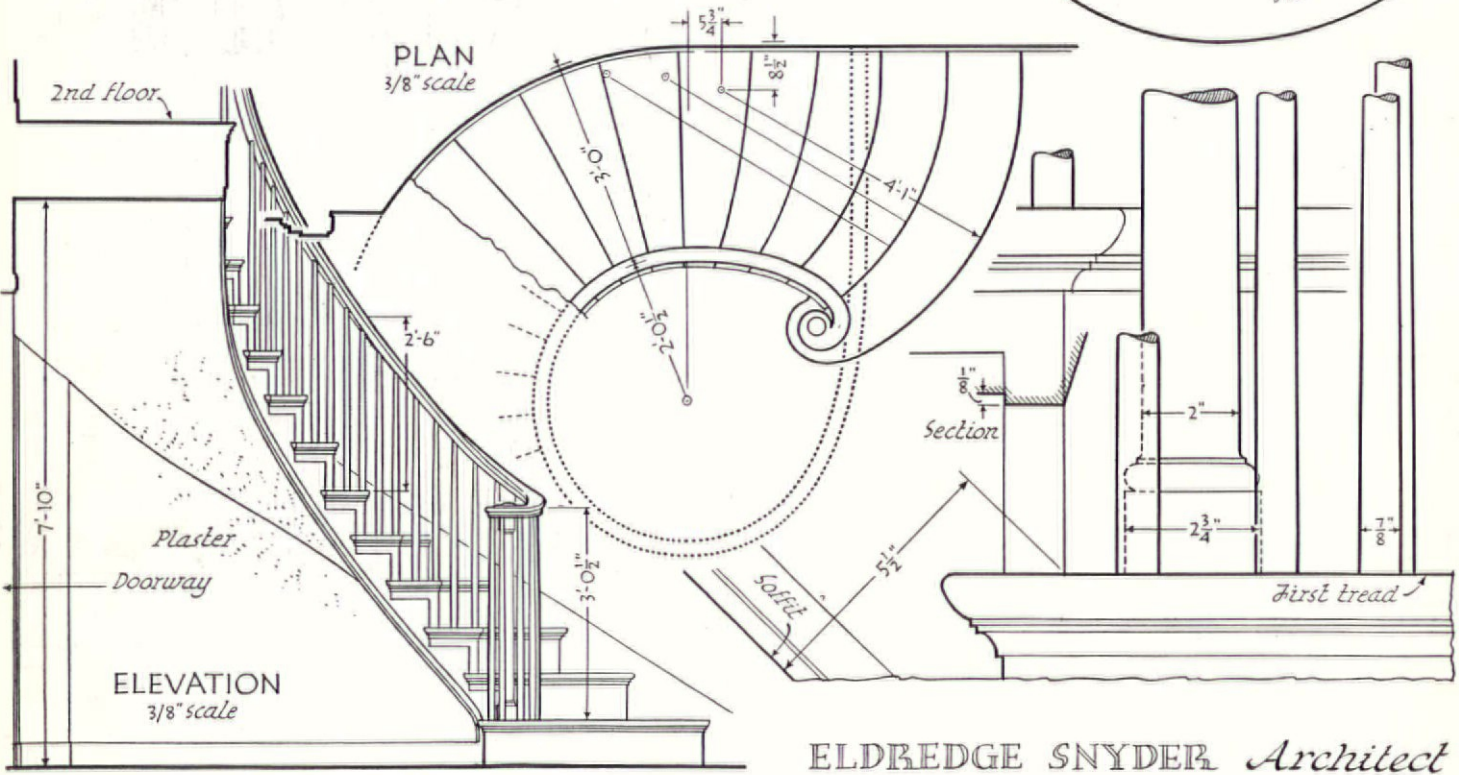 PLAN
3/8" scale
5 3/4"
8 1/2"
3'-0"
4'-1"
2'-0 1/2"
2nd floor
2'-6"
7'-10"
Plaster
Doorway
3'-0 1/2"
ELEVATION
3/8" scale
1/8"
Section
2"
2 3/4"
7/8"
5 1/2"
Soffit
First tread
ELDREDGE SNYDER Architect